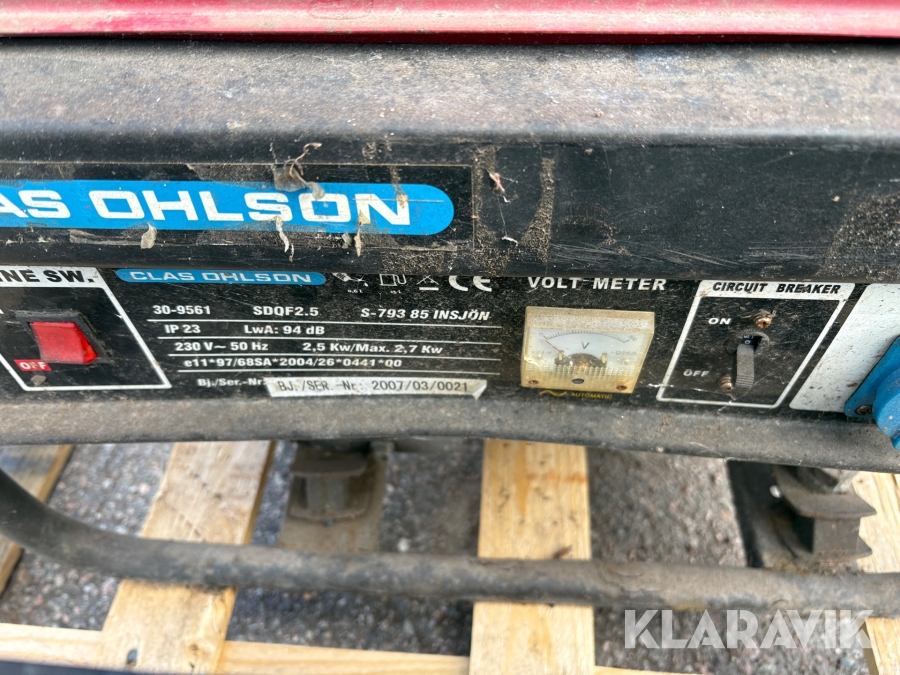 AS OHLSON
INE SW.
OFF
CLAS OHLSON
CE
30-9561 SDQF2.5 S-793 85 INSJÖN
IP 23 LwA: 94 dB
230 V ~ 50 Hz 2,5 Kw/Max. 2,7 Kw
e11*97/68SA*2004/26*0441*00
Bj./Ser.-Nr.
BJ./SER.-Nr.: 2007/03/0021
VOLT METER
V
AUTOMATIC
CIRCUIT BREAKER
ON
OFF
KLARAVIK